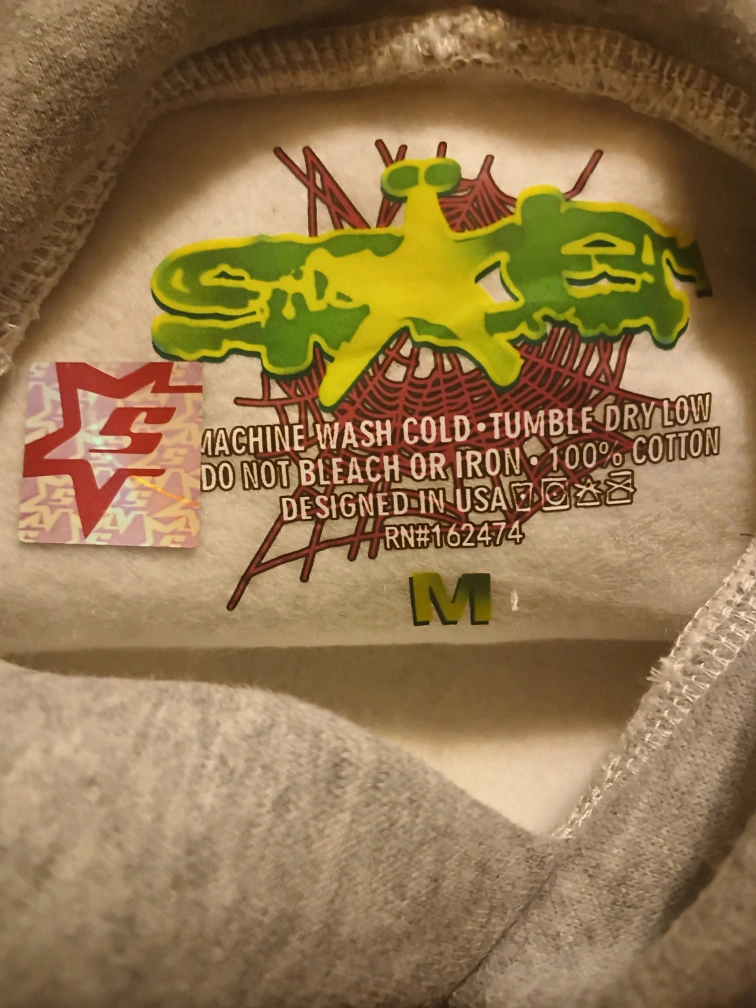 MACHINE WASH COLD • TUMBLE DRY LOW
DO NOT BLEACH OR IRON • 100% COTTON
DESIGNED IN USA
RN#162474
M
S